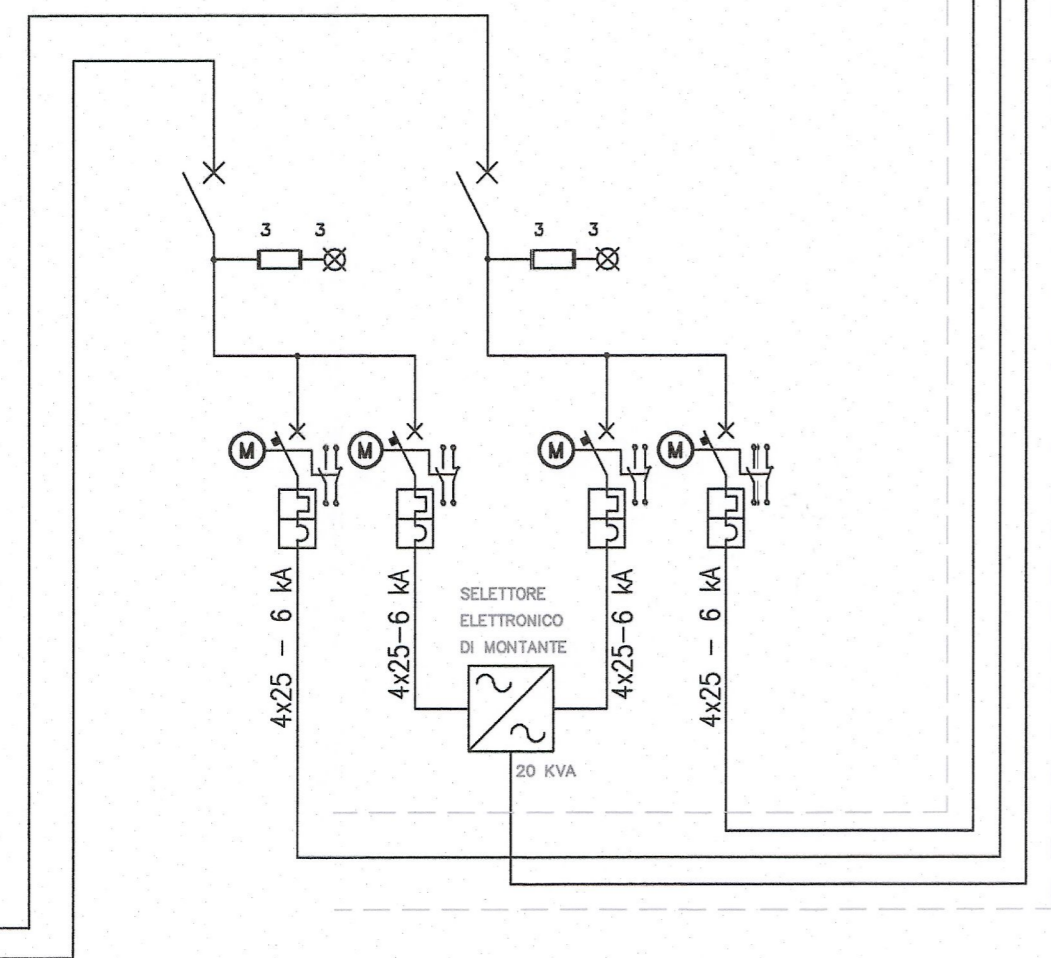 3 3 3 3
M M M M
4x25 - 6 kA
4x25-6 kA
SELETTORE
ELETTRONICO
DI MONTANTE
4x25-6 kA
4x25 - 6 kA
20 KVA